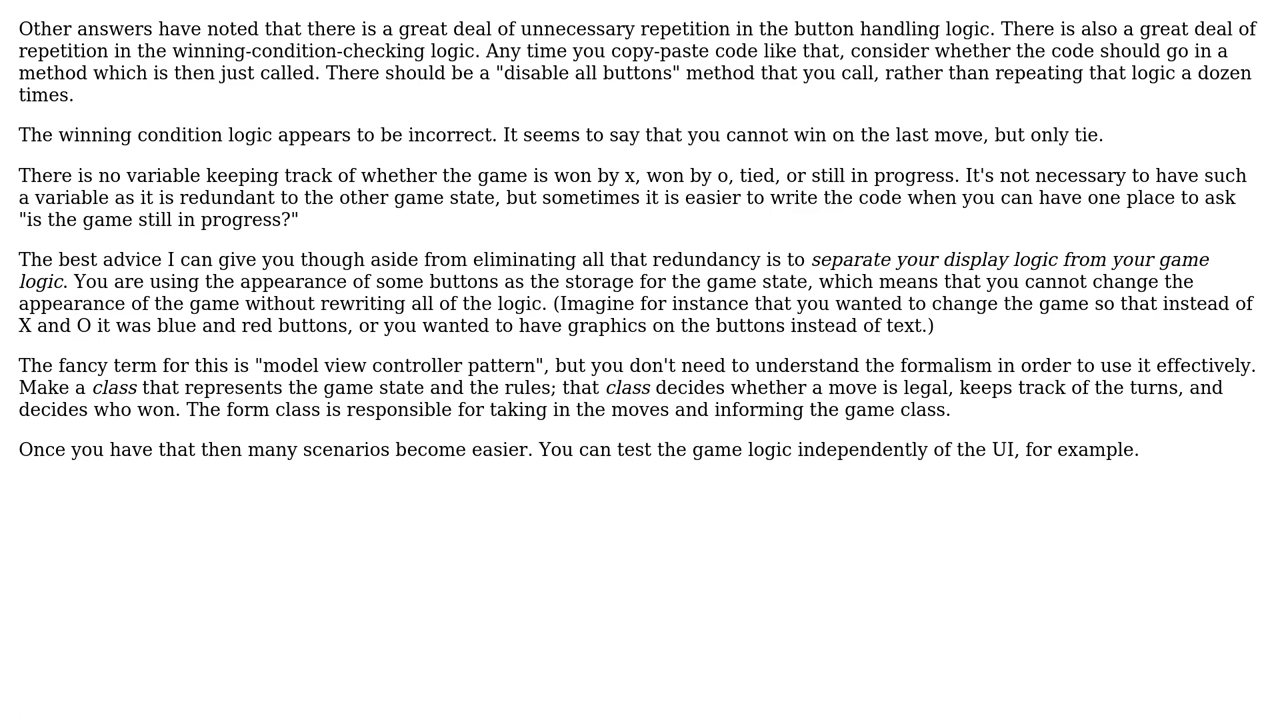 Other answers have noted that there is a great deal of unnecessary repetition in the button handling logic. There is also a great deal of
repetition in the winning-condition-checking logic. Any time you copy-paste code like that, consider whether the code should go in a
method which is then just called. There should be a "disable all buttons" method that you call, rather than repeating that logic a dozen
times.
The winning condition logic appears to be incorrect. It seems to say that you cannot win on the last move, but only tie.
There is no variable keeping track of whether the game is won by x, won by o, tied, or still in progress. It's not necessary to have such
a variable as it is redundant to the other game state, but sometimes it is easier to write the code when you can have one place to ask
"is the game still in progress?"
The best advice I can give you though aside from eliminating all that redundancy is to separate your display logic from your game
logic. You are using the appearance of some buttons as the storage for the game state, which means that you cannot change the
appearance of the game without rewriting all of the logic. (Imagine for instance that you wanted to change the game so that instead of
X and O it was blue and red buttons, or you wanted to have graphics on the buttons instead of text.)
The fancy term for this is "model view controller pattern", but you don't need to understand the formalism in order to use it effectively.
Make a class that represents the game state and the rules; that class decides whether a move is legal, keeps track of the turns, and
decides who won. The form class is responsible for taking in the moves and informing the game class.
Once you have that then many scenarios become easier. You can test the game logic independently of the UI, for example.